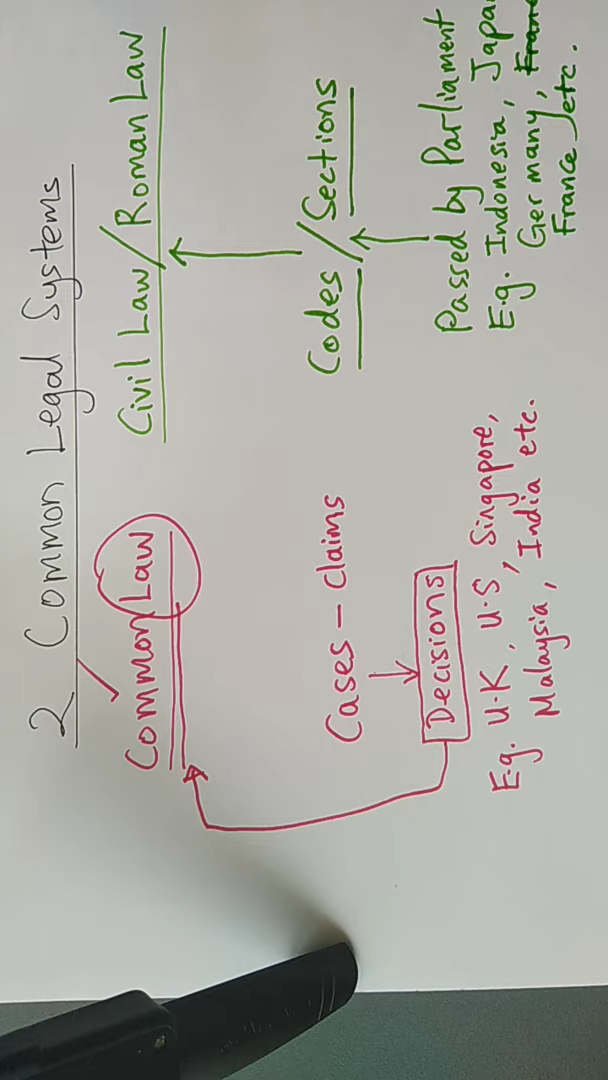 2 Common Legal Systems
Common Law
Cases - claims
Decisions
E.g. U.K, U.S, Singapore,
Malaysia, India etc.
Civil Law/Roman Law
Codes/Sections
Passed by Parliament
E.g. Indonesia,
Germany,
France etc.